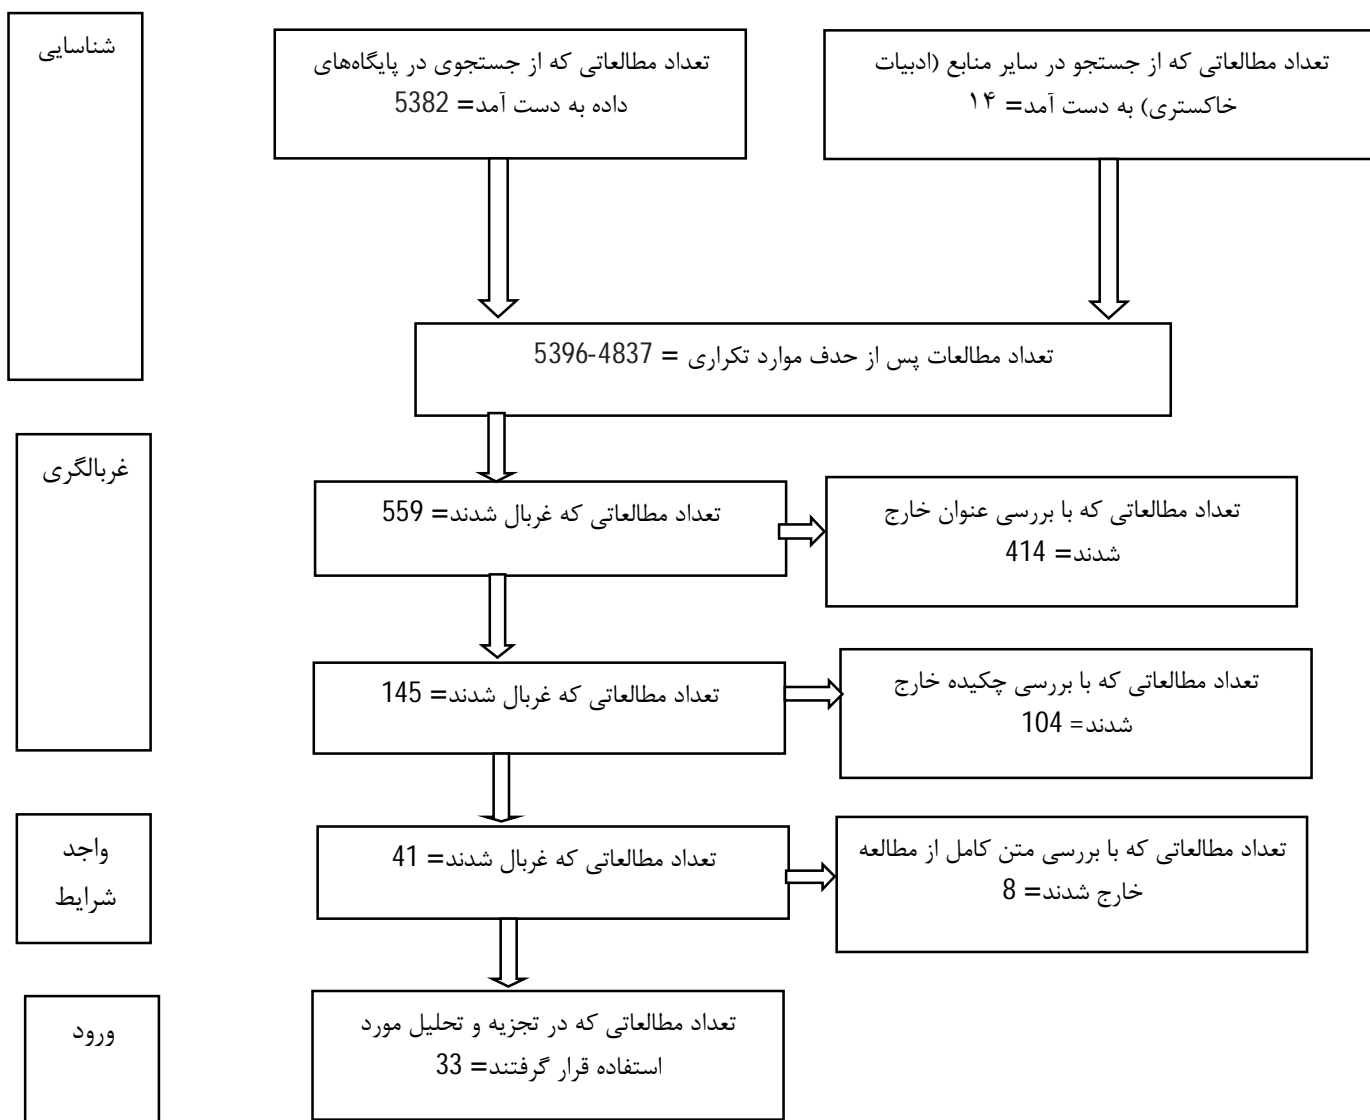 شناسایی
تعداد مطالعاتی که از جستجو در سایر منابع (ادبیات
خاکستری) به دست آمد= ۱۴
تعداد مطالعاتی که از جستجوی در پایگاه‌های
داده به دست آمد= 5382
تعداد مطالعات پس از حذف موارد تکراری = 4837-5396
غربالگری
تعداد مطالعاتی که غربال شدند= 559
تعداد مطالعاتی که با بررسی عنوان خارج
شدند= 414
تعداد مطالعاتی که غربال شدند= 145
تعداد مطالعاتی که با بررسی چکیده خارج
شدند= 104
واجد
شرایط
تعداد مطالعاتی که غربال شدند= 41
تعداد مطالعاتی که با بررسی متن کامل از مطالعه
خارج شدند= 8
ورود
تعداد مطالعاتی که در تجزیه و تحلیل مورد
استفاده قرار گرفتند= 33